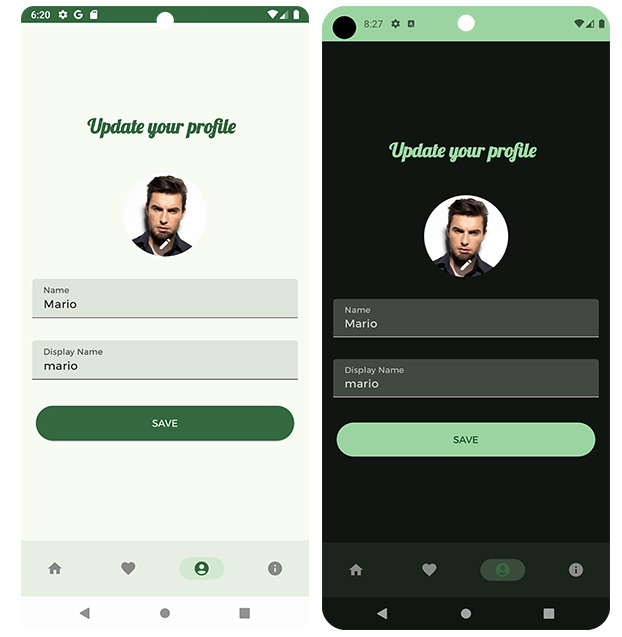 6:20
Update your profile
Name
Mario
Display Name
mario
SAVE
8:27
Update your profile
Name
Mario
Display Name
mario
SAVE